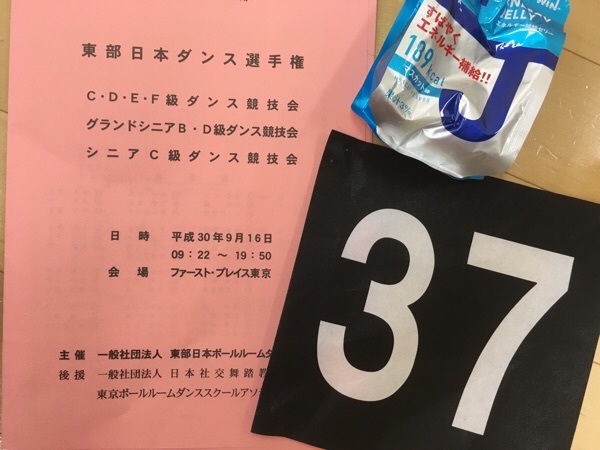 東部日本ダンス選手権
C・D・E・F級ダンス競技会
グランドシニアB・D級ダンス競技会
シニアC級ダンス競技会
日　時　平成30年9月16日
09：22 ～ 19：50
会　場　ファースト・プレイス東京
主催　一般社団法人　東部日本ボールルームダ
後援　一般社団法人　日本社交舞踏教
東京ボールルームダンススクールアソ
すばやく
エネルギー補給!!
189kcal
マスカット味
JELLY
37